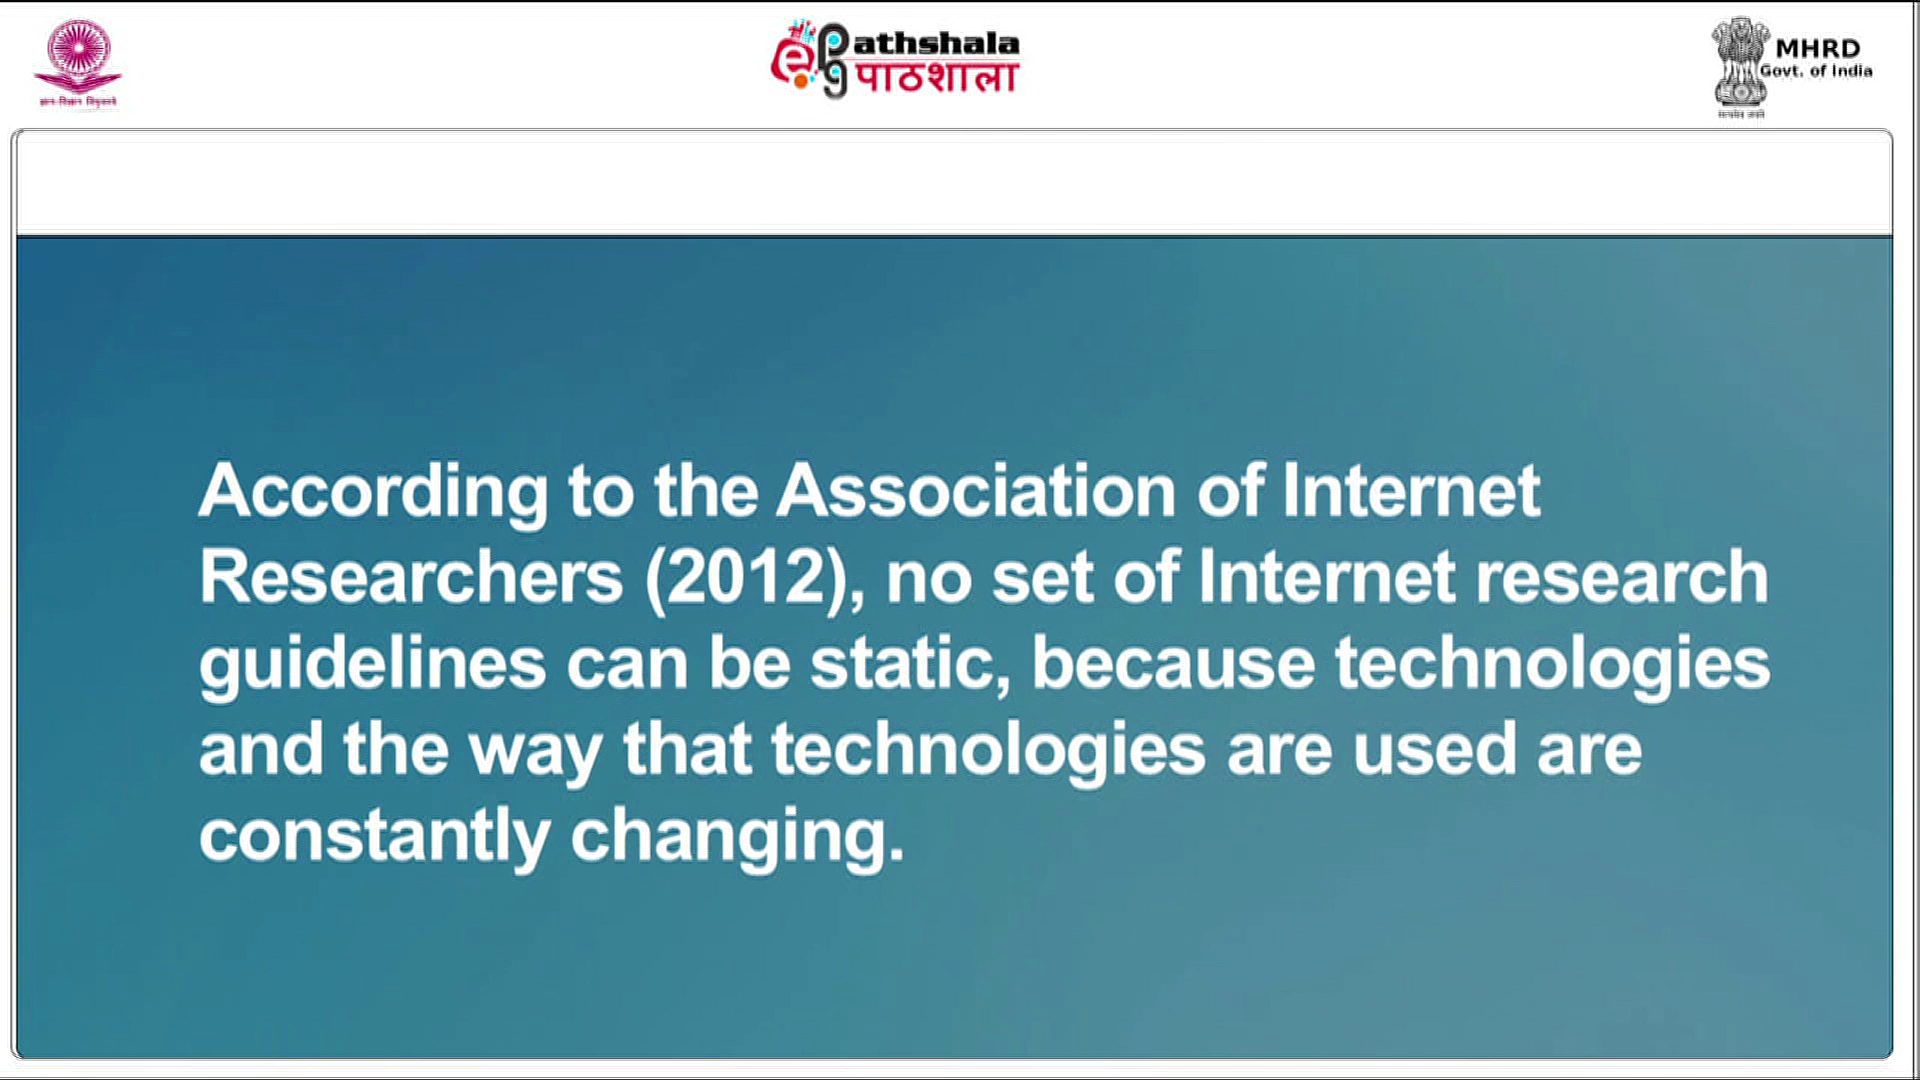 ePGPathshala
पाठशाला
MHRD
Govt. of India
According to the Association of Internet
Researchers (2012), no set of Internet research
guidelines can be static, because technologies
and the way that technologies are used are
constantly changing.